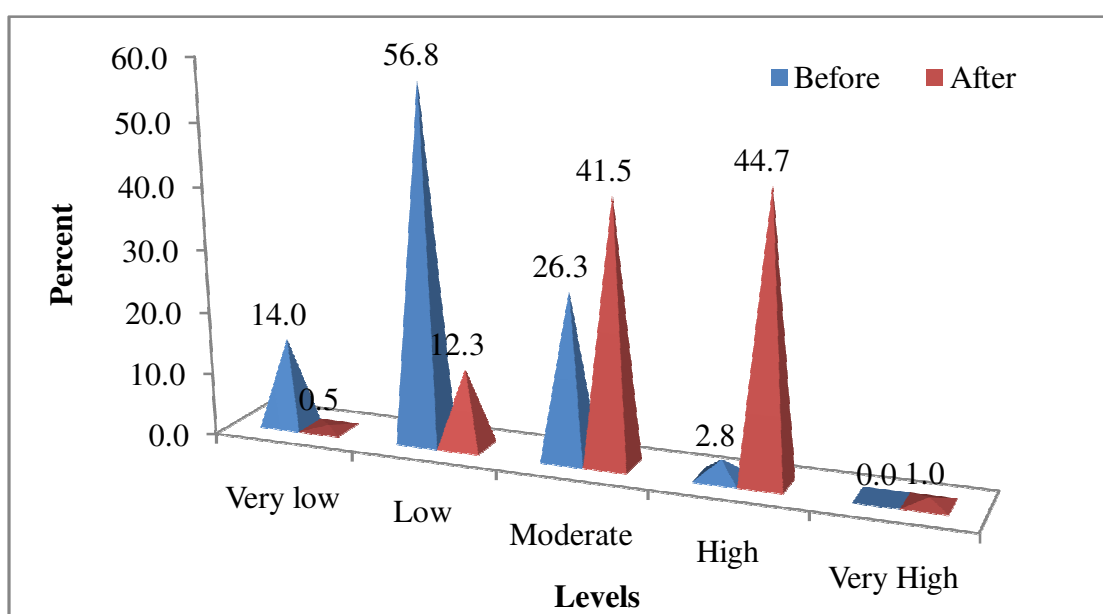 Before After
60.0
50.0
40.0
30.0
20.0
10.0
0.0
Percent
14.0
0.5
56.8
12.3
26.3
41.5
2.8
44.7
0.0
1.0
Very low
Low
Moderate
High
Very High
Levels